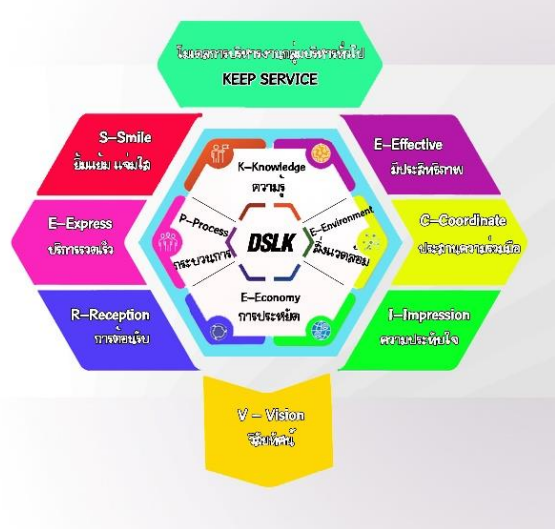 โมเดลการบริหารงานกลุ่มบริหารทั่วไป
KEEP SERVICE
S–Smile
ยิ้มแย้ม แจ่มใส
E–Express
บริการรวดเร็ว
R–Reception
การต้อนรับ
K–Knowledge
ความรู้
P–Process
กระบวนการ
DSLK
E–Environment
สิ่งแวดล้อม
E–Economy
การประหยัด
E–Effective
มีประสิทธิภาพ
C–Coordinate
ประสานความร่วมมือ
I–Impression
ความประทับใจ
V – Vision
วิสัยทัศน์